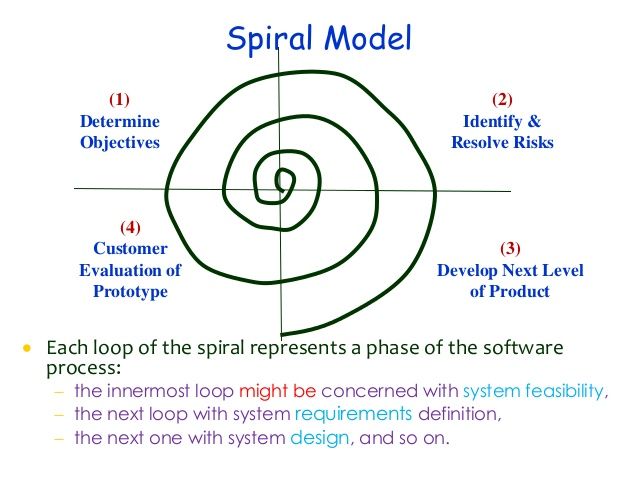 Spiral Model
(1)
Determine
Objectives
(2)
Identify &
Resolve Risks
(4)
Customer
Evaluation of
Prototype
(3)
Develop Next Level
of Product
• Each loop of the spiral represents a phase of the software
process:
– the innermost loop might be concerned with system feasibility,
– the next loop with system requirements definition,
– the next one with system design, and so on.